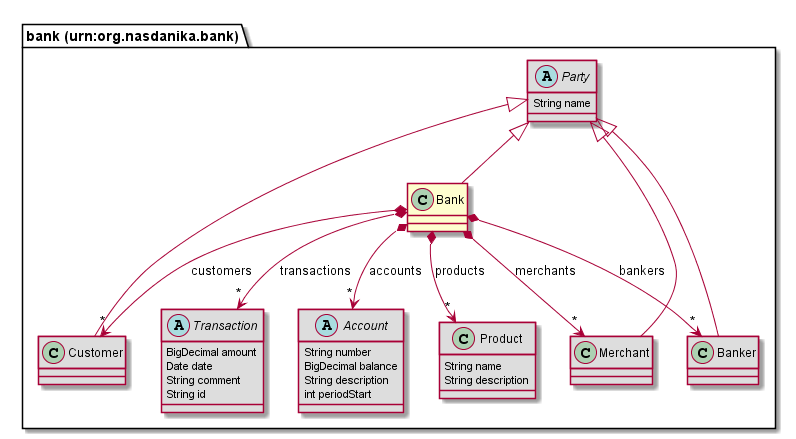 bank (urn:org.nasdanika.bank)
A Party
String name
C Bank
customers
transactions
accounts
products
merchants
bankers
*
*
*
*
*
*
C Customer
A Transaction
BigDecimal amount
Date date
String comment
String id
A Account
String number
BigDecimal balance
String description
int periodStart
C Product
String name
String description
C Merchant
C Banker